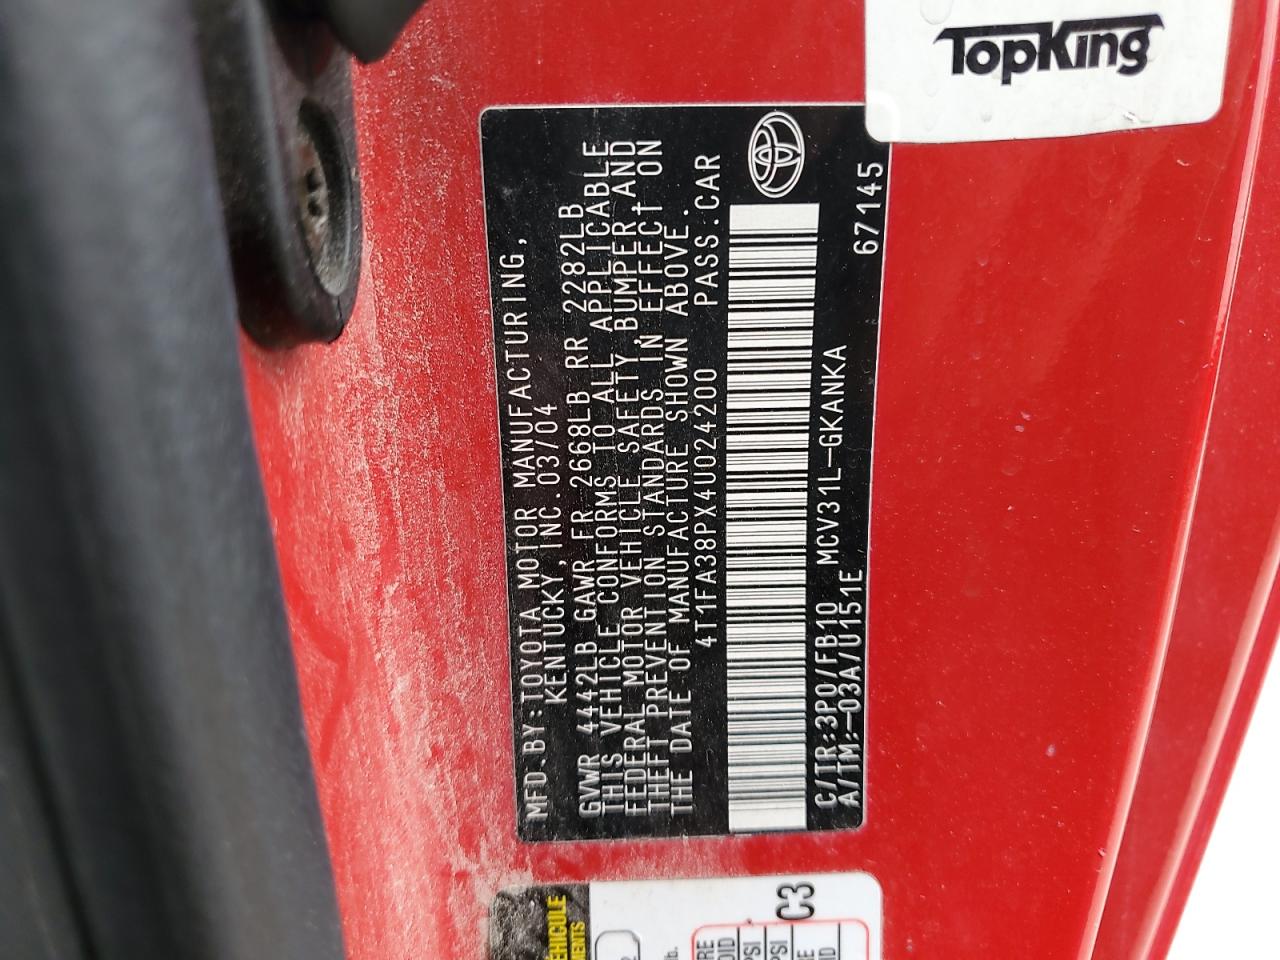 TopKing
MFD.BY:TOYOTA MOTOR MANUFACTURING,
KENTUCKY,INC.03/04
GVWR 4442LB GAWR FR 2668LB RR 2282LB
THIS VEHICLE CONFORMS TO ALL APPLICABLE
FEDERAL MOTOR VEHICLE SAFETY,BUMPER,AND
THEFT PREVENTION STANDARDS IN EFFECT ON
THE DATE OF MANUFACTURE SHOWN ABOVE.
4T1FA38PX4U024200 PASS.CAR
C/TR:3P0/FB10 MCV31L-GKANKA
A/TM:-03A/U151E 67145
C3